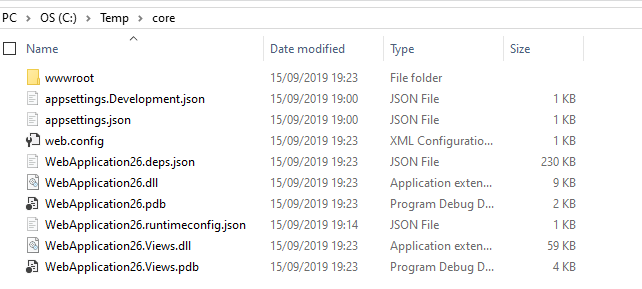 PC > OS (C:) > Temp > core
Name Date modified Type Size
wwwroot 15/09/2019 19:23 File folder
appsettings.Development.json 15/09/2019 19:00 JSON File 1 KB
appsettings.json 15/09/2019 19:00 JSON File 1 KB
web.config 15/09/2019 19:23 XML Configuratio... 1 KB
WebApplication26.deps.json 15/09/2019 19:23 JSON File 230 KB
WebApplication26.dll 15/09/2019 19:23 Application exten... 9 KB
WebApplication26.pdb 15/09/2019 19:23 Program Debug D... 2 KB
WebApplication26.runtimeconfig.json 15/09/2019 19:14 JSON File 1 KB
WebApplication26.Views.dll 15/09/2019 19:23 Application exten... 59 KB
WebApplication26.Views.pdb 15/09/2019 19:23 Program Debug D... 4 KB